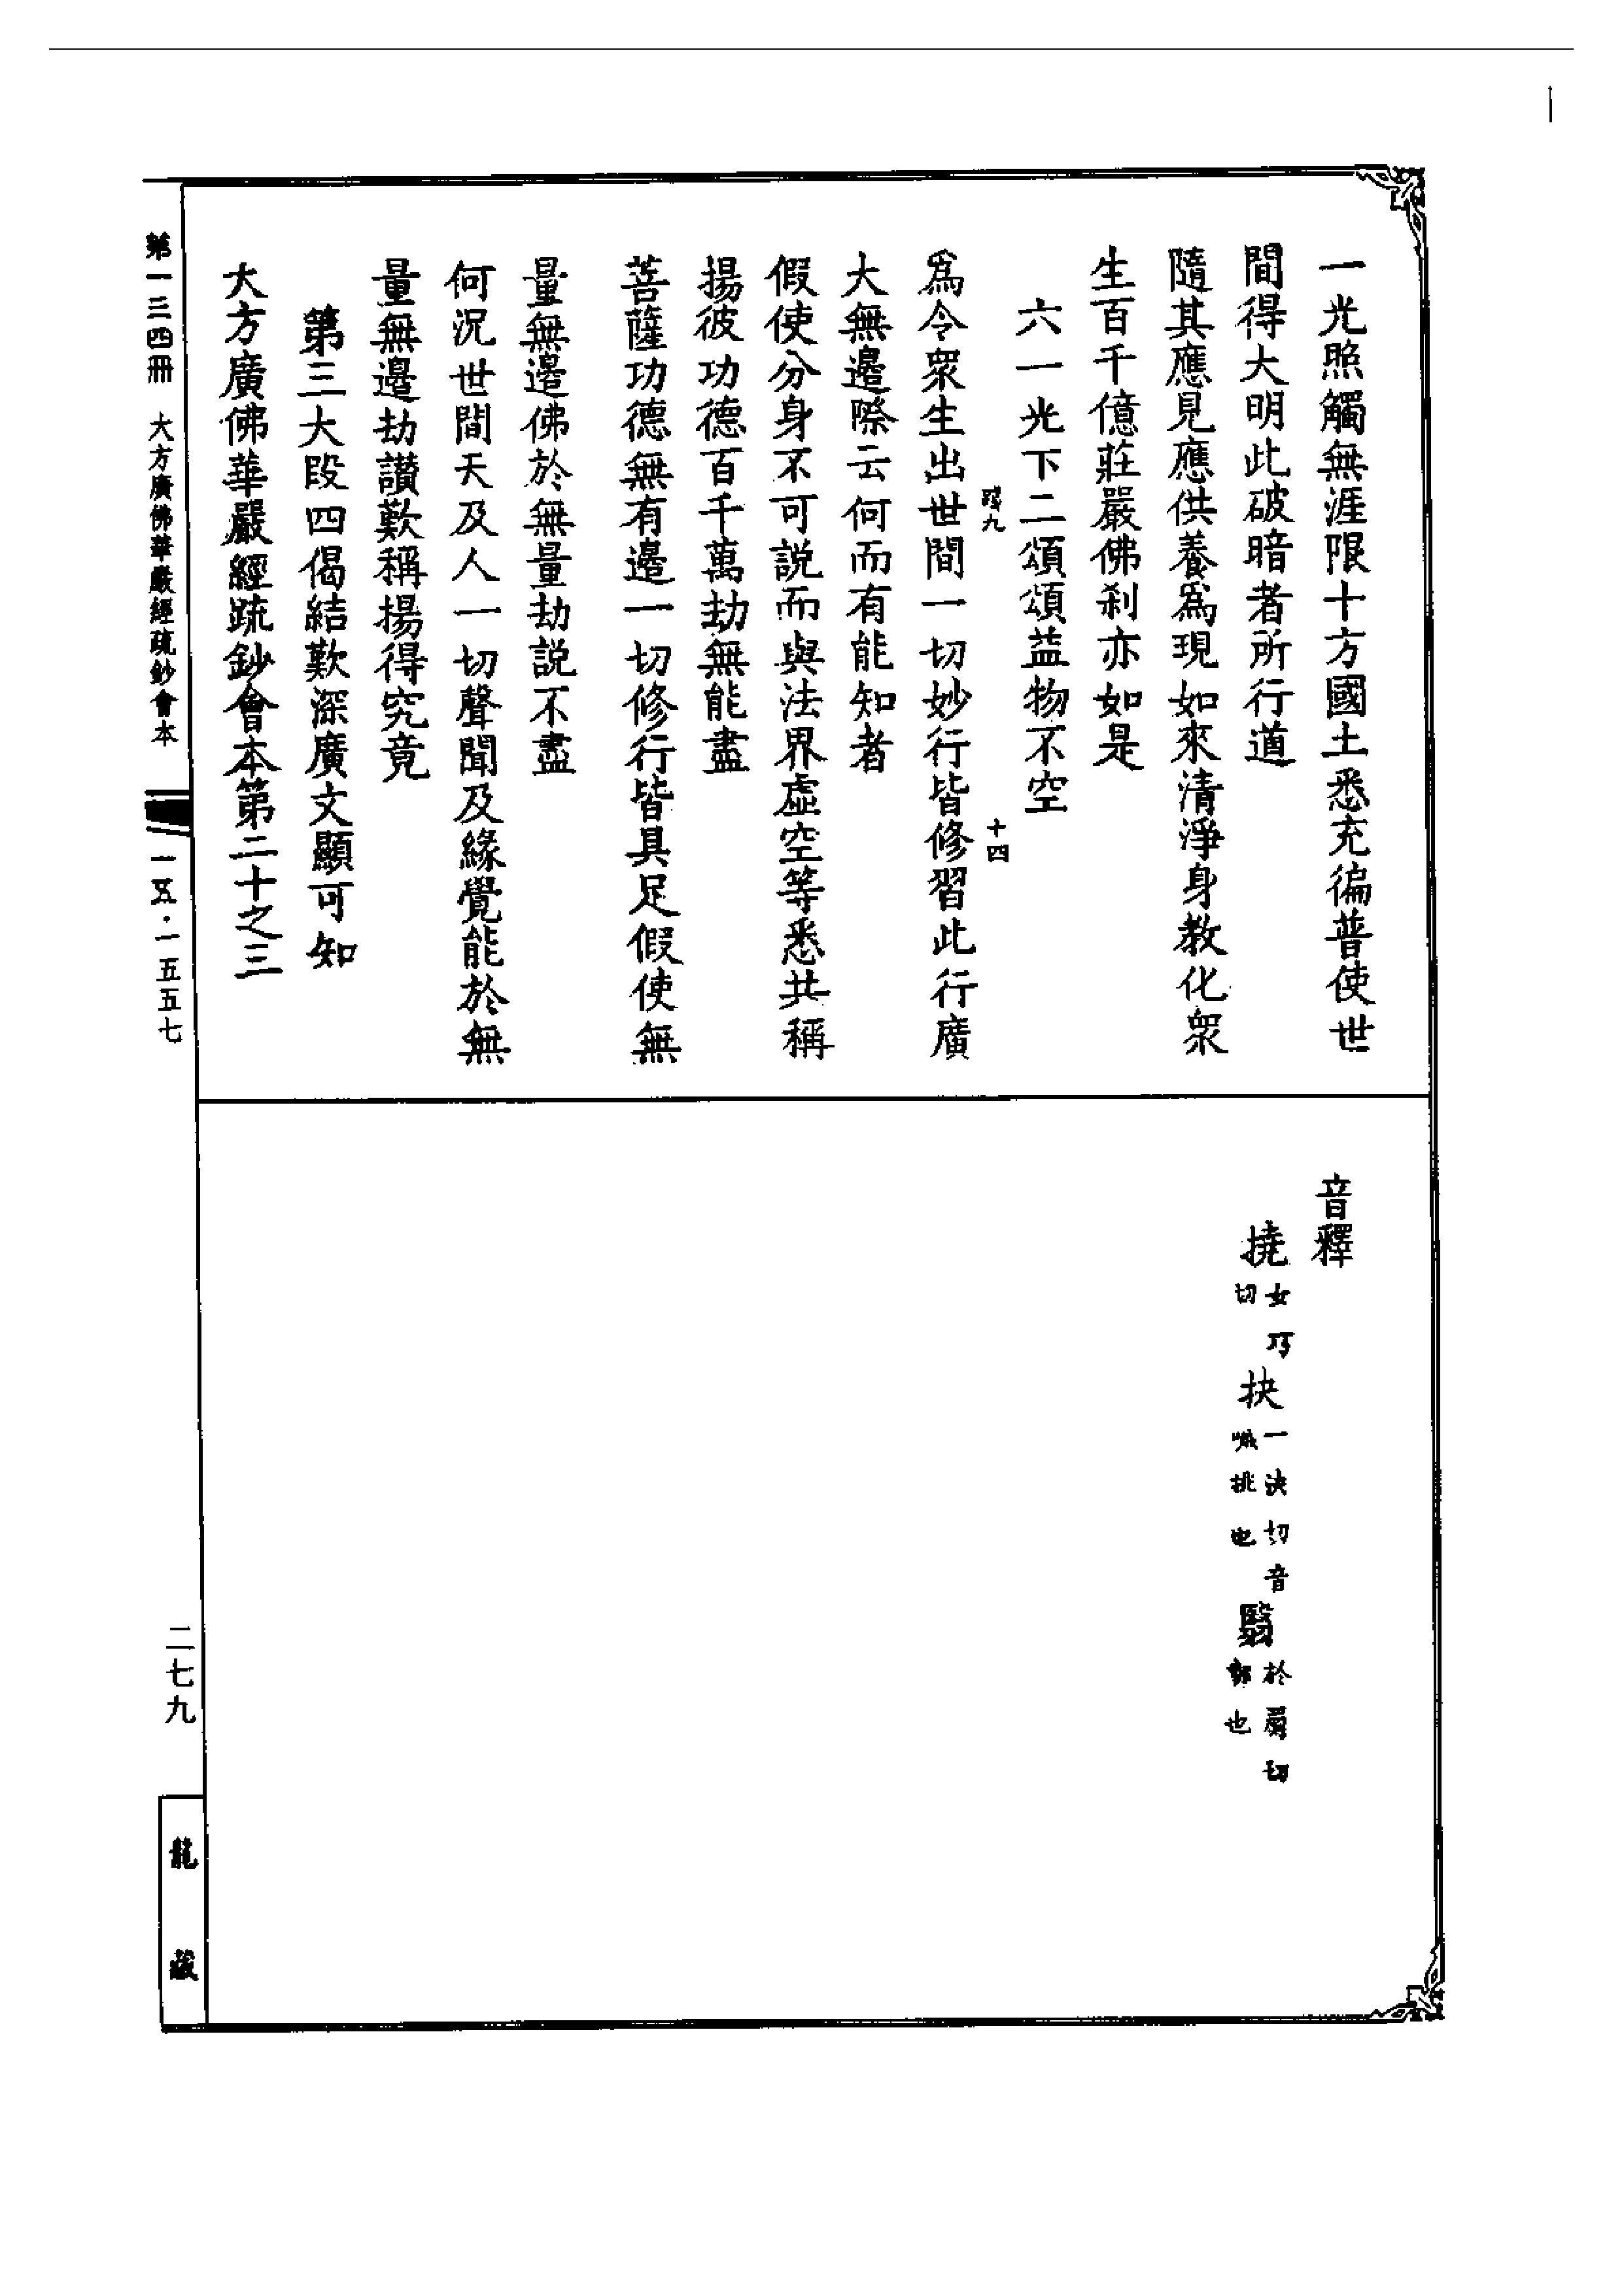 一光照觸無涯限十方國土悉充徧普使世
間得大明此破暗者所行道
隨其應見應供養爲現如來清淨身教化衆
生百千億莊嚴佛刹亦如是
六一光下二頌頌益物不空
九
十四
爲令衆生出世間一切妙行皆修習此行廣
大無邉際云何而有能知者
假使分身不可説而與法界虛空等悉共稱
揚彼功德百千萬劫無能盡
菩薩功德無有邉一切修行皆具足假使無
量無邉佛於無量劫説不盡
何況世間天及人一切聲聞及緣覺能於無
量無邉劫讚歎稱揚得究竟
第三大段四偈結歎深廣文顯可知
大方廣佛華嚴經疏鈔會本第二十之三
音釋
撓
女巧
切
抉
一決切音
挑也
翳
於切
也
第一三四冊 大方廣佛華嚴經疏鈔會本
一五·一五五七
二七九
龍藏